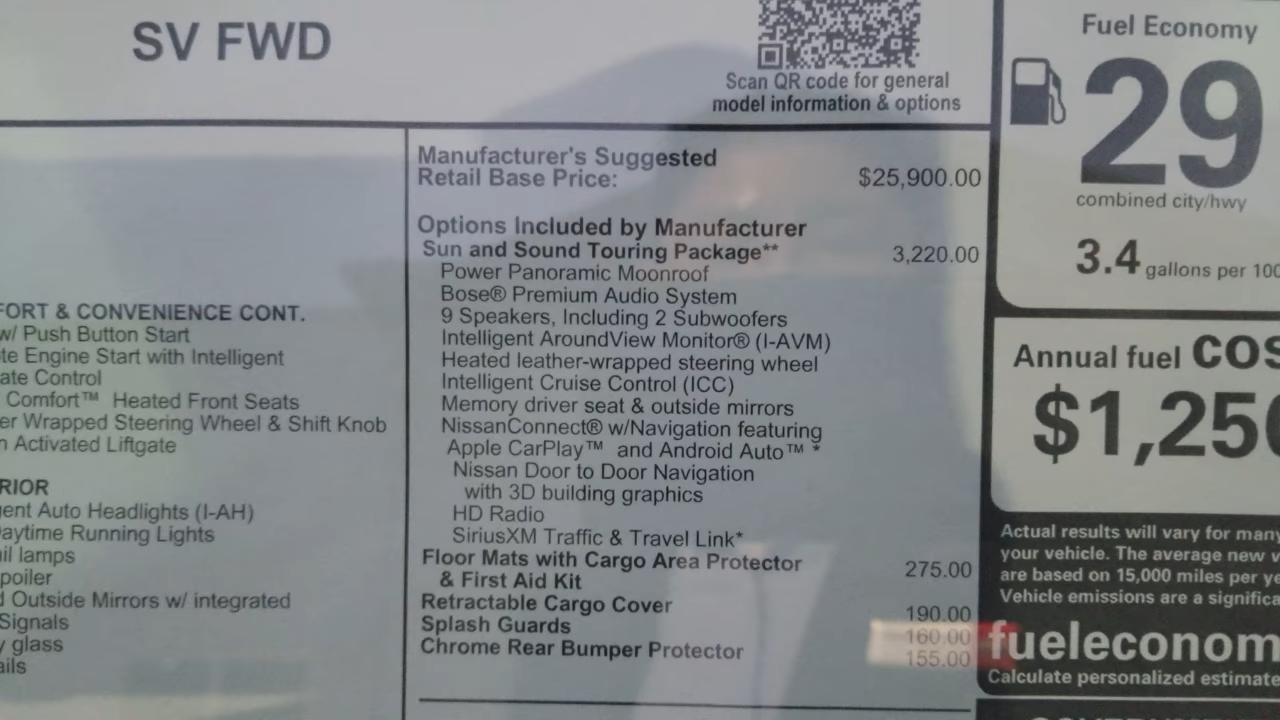 SV FWD
Scan QR code for general
model information & options
FORT & CONVENIENCE CONT.
w/ Push Button Start
te Engine Start with Intelligent
ate Control
Comfort™ Heated Front Seats
er Wrapped Steering Wheel & Shift Knob
n Activated Liftgate
RIOR
ent Auto Headlights (I-AH)
aytime Running Lights
il lamps
poiler
d Outside Mirrors w/ integrated
Signals
y glass
ails
Manufacturer's Suggested
Retail Base Price: $25,900.00
Options Included by Manufacturer
Sun and Sound Touring Package** 3,220.00
Power Panoramic Moonroof
Bose® Premium Audio System
9 Speakers, Including 2 Subwoofers
Intelligent AroundView Monitor® (I-AVM)
Heated leather-wrapped steering wheel
Intelligent Cruise Control (ICC)
Memory driver seat & outside mirrors
NissanConnect® w/Navigation featuring
Apple CarPlay™ and Android Auto™ *
Nissan Door to Door Navigation
with 3D building graphics
HD Radio
SiriusXM Traffic & Travel Link*
Floor Mats with Cargo Area Protector 275.00
& First Aid Kit
Retractable Cargo Cover 190.00
Splash Guards 160.00
Chrome Rear Bumper Protector 155.00
Fuel Economy
29
combined city/hwy
3.4 gallons per 100
Annual fuel COS
$1,250
Actual results will vary for many
your vehicle. The average new v
are based on 15,000 miles per ye
Vehicle emissions are a significa
fueleconom
Calculate personalized estimate